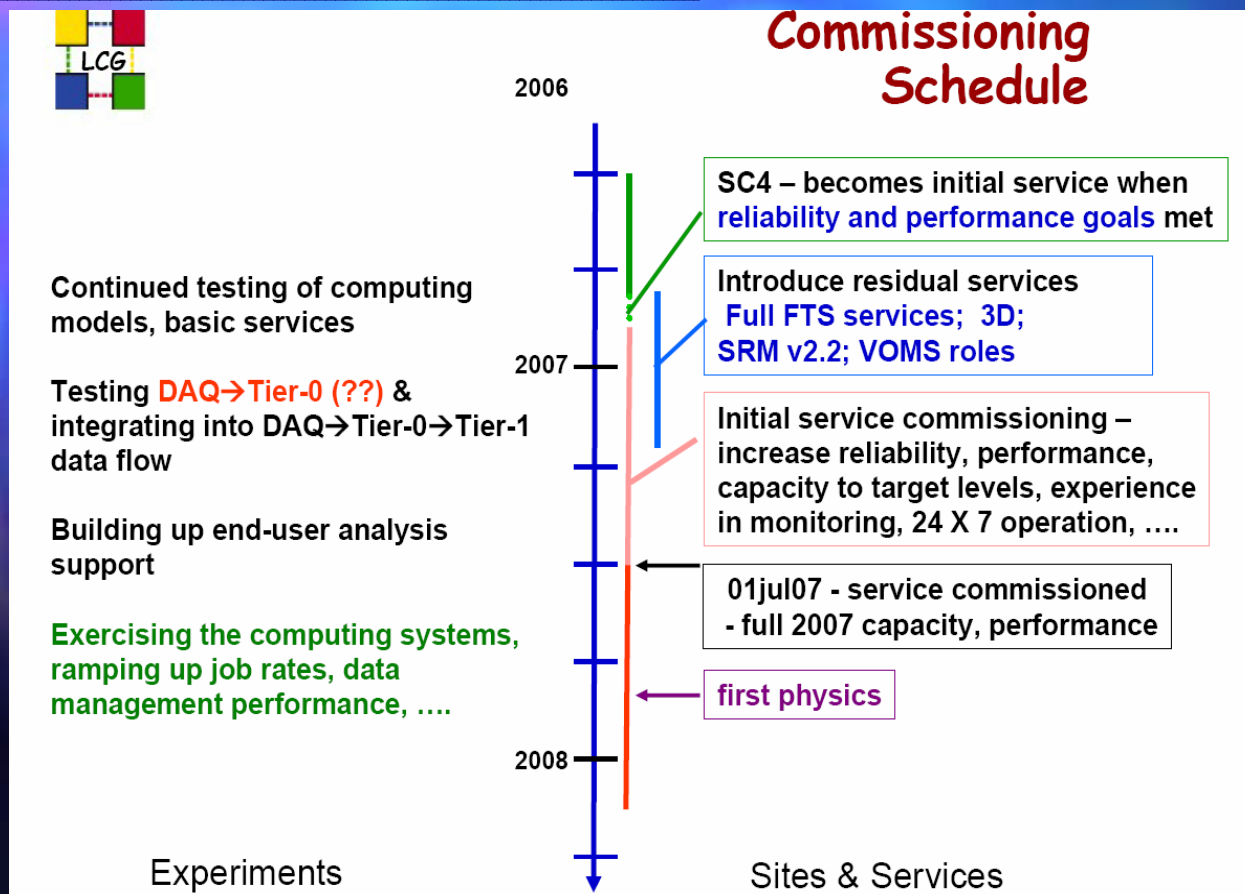 LCG
Commissioning
Schedule
2006
SC4 – becomes initial service when
reliability and performance goals met
Continued testing of computing
models, basic services
Testing DAQ→Tier-0 (??) &
integrating into DAQ→Tier-0→Tier-1
data flow
Building up end-user analysis
support
Exercising the computing systems,
ramping up job rates, data
management performance, ….
Introduce residual services
Full FTS services; 3D;
SRM v2.2; VOMS roles
2007
Initial service commissioning –
increase reliability, performance,
capacity to target levels, experience
in monitoring, 24 X 7 operation, ….
01jul07 - service commissioned
- full 2007 capacity, performance
first physics
2008
Experiments
Sites & Services